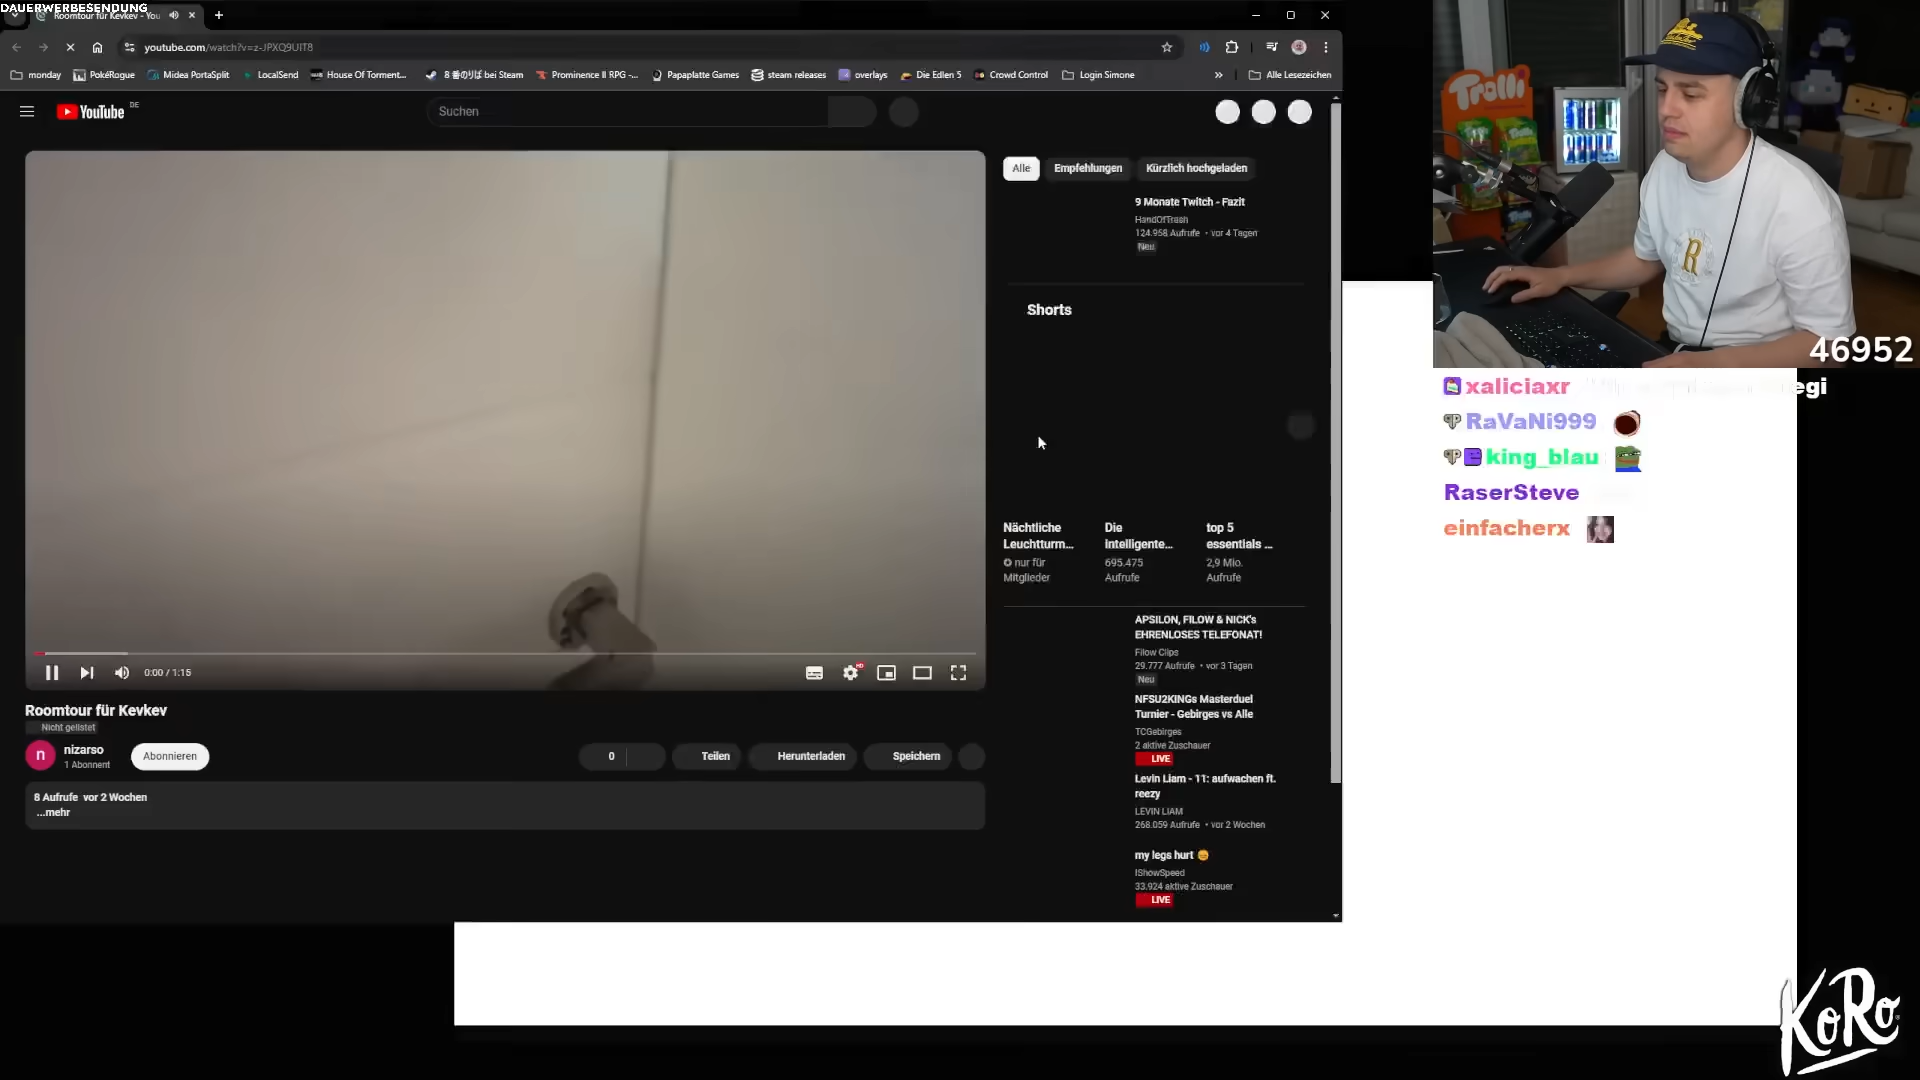 DAUERWERBESENDUNG
Roomtour für Kevkev - You
youtube.com/watch?v=z-JPXQ9UIT8
monday
PokéRogue
Midea PortaSplit
LocalSend
House Of Torment...
bei Steam
Prominence II RPG -...
Papaplatte Games
steam releases
overlays
Die Edlen 5
Crowd Control
Login Simone
»
Alle Lesezeichen
YouTube DE
Suchen
Trolli
R
46952
Alle
Empfehlungen
Kürzlich hochgeladen
9 Monate Twitch - Fazit
HandOfTrash
124.958 Aufrufe • vor 4 Tagen
Neu
Shorts
Nächtliche
Leuchtturm...
nur für
Mitglieder
Die
intelligente...
695.475
Aufrufe
top 5
essentials ...
2,9 Mio.
Aufrufe
APSILON, FILOW & NICK's
EHRENLOSES TELEFONAT!
Filow Clips
29.777 Aufrufe • vor 3 Tagen
Neu
NFSU2KINGs Masterduel
Turnier - Gebirges vs Alle
TCGebirges
2 aktive Zuschauer
LIVE
Levin Liam - 11: aufwachen ft.
reezy
LEVIN LIAM
268.059 Aufrufe • vor 2 Wochen
my legs hurt
IShowSpeed
33.924 aktive Zuschauer
LIVE
0:00 / 1:15
HD
Roomtour für Kevkev
Nicht gelistet
n
nizarso
1 Abonnent
Abonnieren
0
Teilen
Herunterladen
Speichern
8 Aufrufe vor 2 Wochen
...mehr
xaliciaxr
egi
RaVaNi999
king_blau
RaserSteve
einfacherx
KoRo